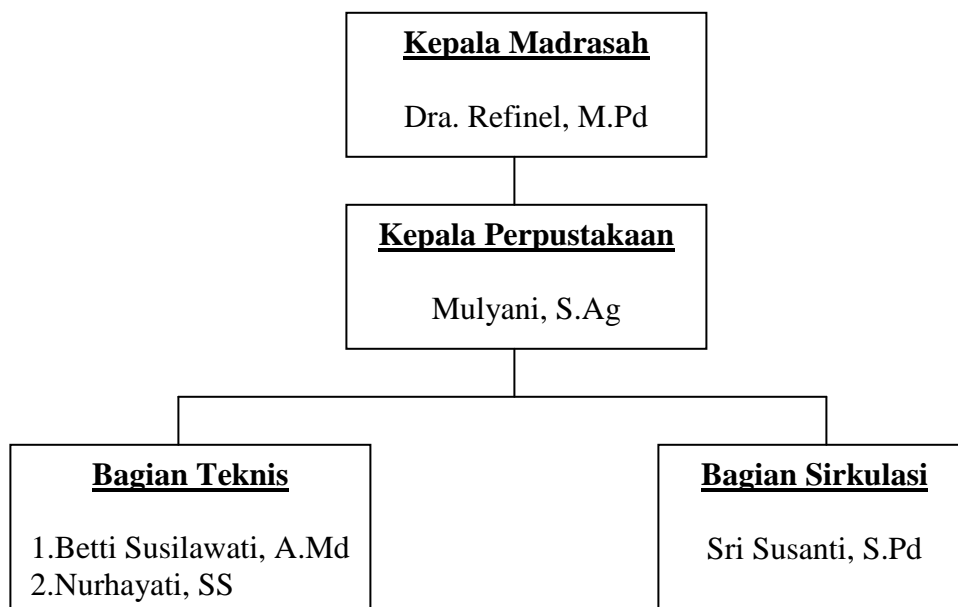 Kepala Madrasah
Dra. Refinel, M.Pd
Kepala Perpustakaan
Mulyani, S.Ag
Bagian Teknis
1.Betti Susilawati, A.Md
2.Nurhayati, SS
Bagian Sirkulasi
Sri Susanti, S.Pd